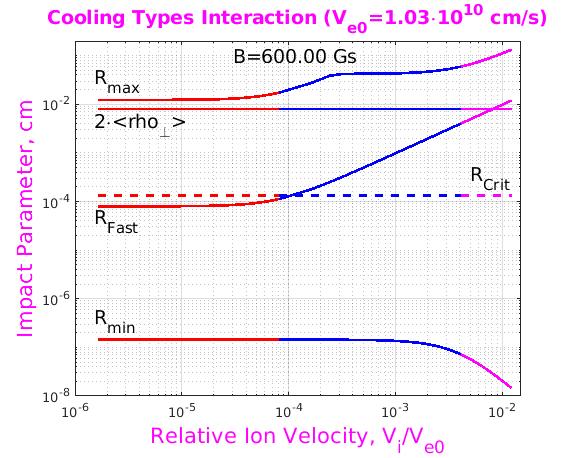 Cooling Types Interaction (V_e0=1.03·10^10 cm/s)
B=600.00 Gs
R_max
2·<rho_⊥>
R_Crit
R_Fast
R_min
Impact Parameter, cm
10^-2
10^-4
10^-6
10^-8
10^-6 10^-5 10^-4 10^-3 10^-2
Relative Ion Velocity, V_i/V_e0